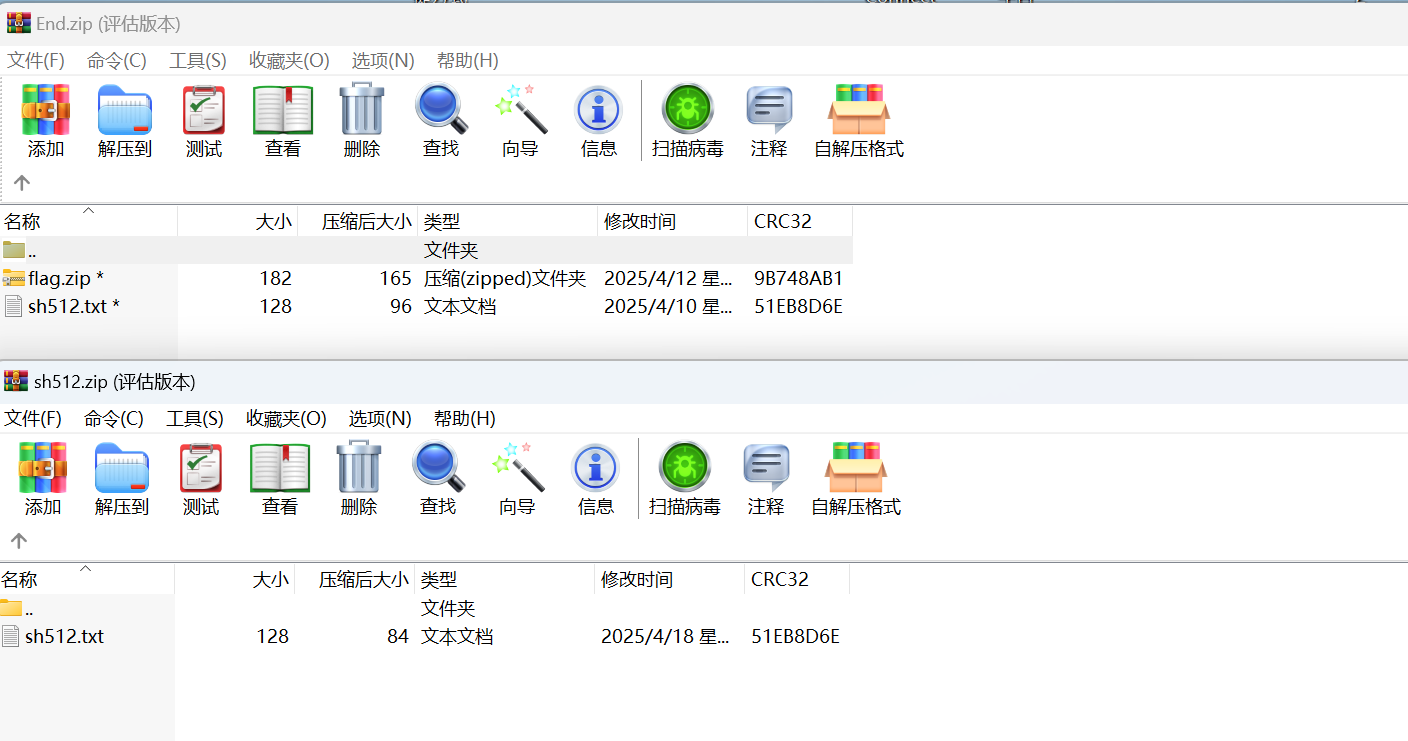 End.zip (评估版本)
文件(F) 命令(C) 工具(S) 收藏夹(O) 选项(N) 帮助(H)
添加 解压到 测试 查看 删除 查找 向导 信息 扫描病毒 注释 自解压格式
名称 大小 压缩后大小 类型 修改时间 CRC32
.. 文件夹
flag.zip * 182 165 压缩(zipped)文件夹 2025/4/12 星... 9B748AB1
sh512.txt * 128 96 文本文档 2025/4/10 星... 51EB8D6E
sh512.zip (评估版本)
文件(F) 命令(C) 工具(S) 收藏夹(O) 选项(N) 帮助(H)
添加 解压到 测试 查看 删除 查找 向导 信息 扫描病毒 注释 自解压格式
名称 大小 压缩后大小 类型 修改时间 CRC32
.. 文件夹
sh512.txt 128 84 文本文档 2025/4/18 星... 51EB8D6E